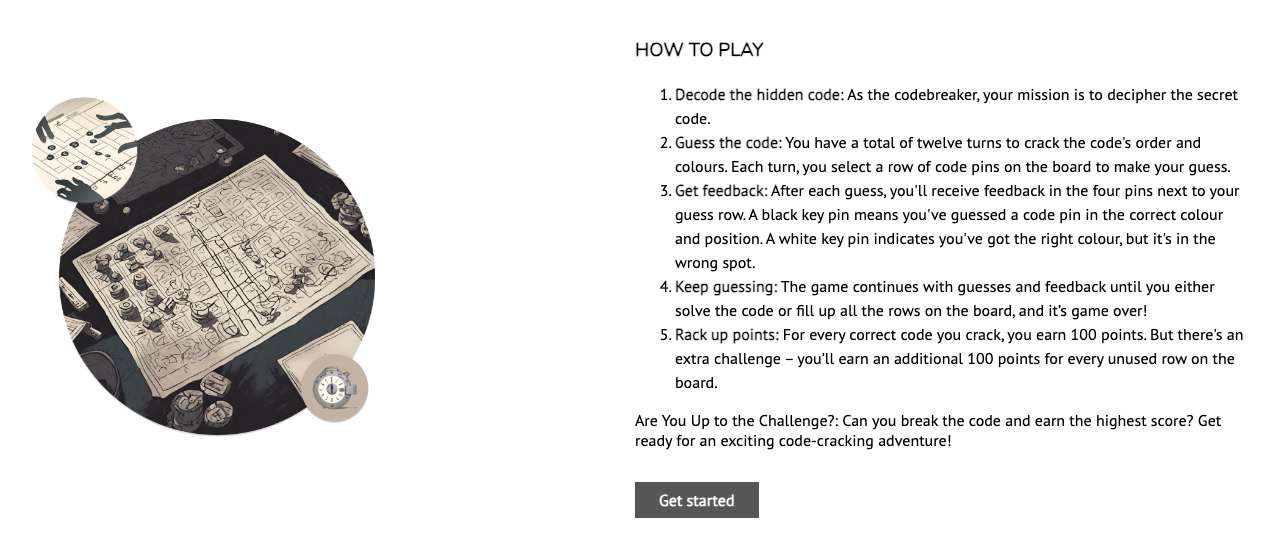 HOW TO PLAY
1. Decode the hidden code: As the codebreaker, your mission is to decipher the secret
code.
2. Guess the code: You have a total of twelve turns to crack the code's order and
colours. Each turn, you select a row of code pins on the board to make your guess.
3. Get feedback: After each guess, you'll receive feedback in the four pins next to your
guess row. A black key pin means you've guessed a code pin in the correct colour
and position. A white key pin indicates you've got the right colour, but it's in the
wrong spot.
4. Keep guessing: The game continues with guesses and feedback until you either
solve the code or fill up all the rows on the board, and it’s game over!
5. Rack up points: For every correct code you crack, you earn 100 points. But there's an
extra challenge – you’ll earn an additional 100 points for every unused row on the
board.
Are You Up to the Challenge?: Can you break the code and earn the highest score? Get
ready for an exciting code-cracking adventure!
Get started